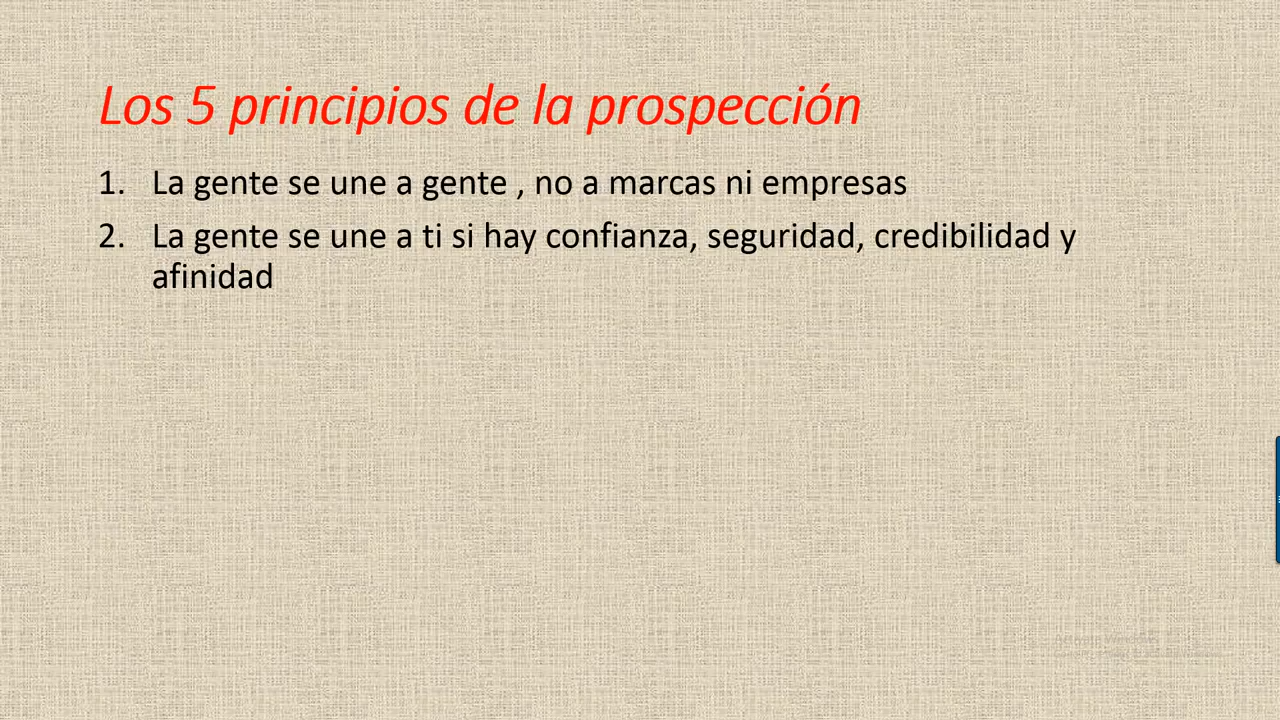 Los 5 principios de la prospección
1. La gente se une a gente , no a marcas ni empresas
2. La gente se une a ti si hay confianza, seguridad, credibilidad y
afinidad